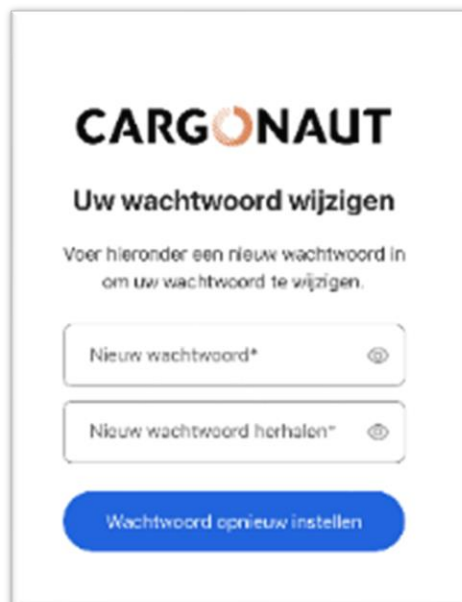 CARGONAUT
Uw wachtwoord wijzigen
Voer hieronder een nieuw wachtwoord in
om uw wachtwoord te wijzigen.
Nieuw wachtwoord*
Nieuw wachtwoord herhalen*
Wachtwoord opnieuw instellen